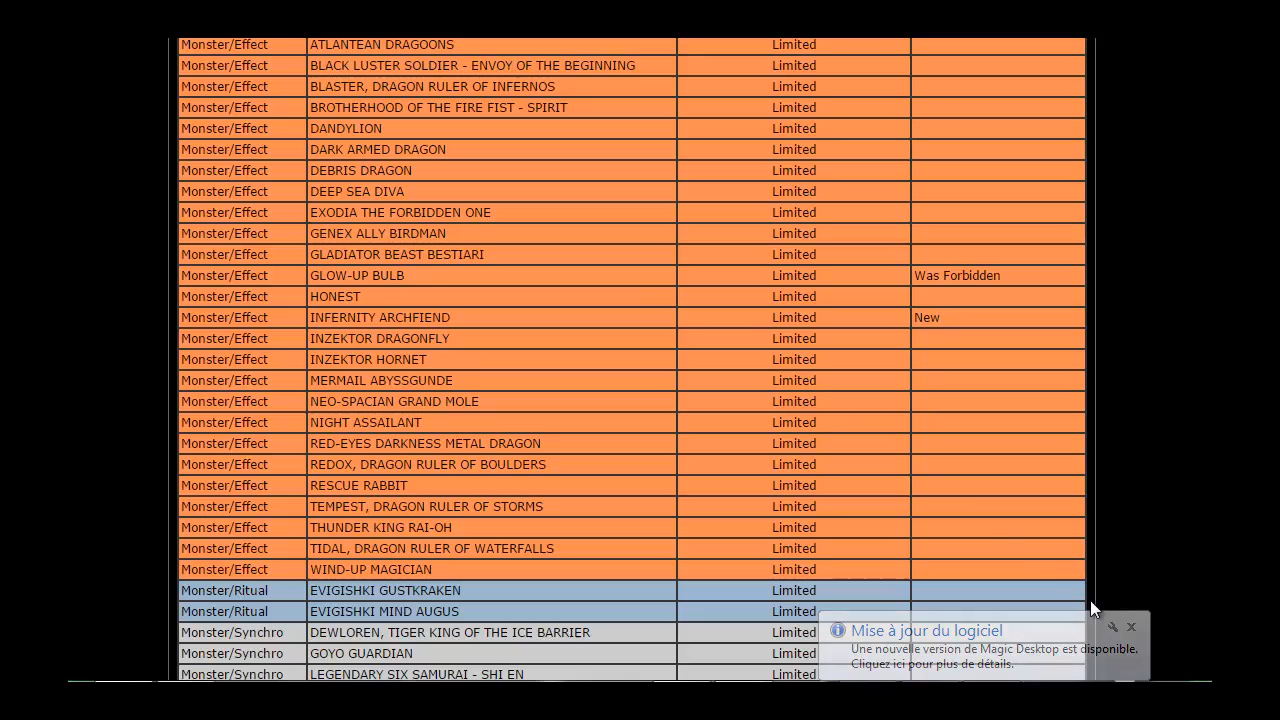 Monster/Effect ATLANTEAN DRAGOONS Limited
Monster/Effect BLACK LUSTER SOLDIER - ENVOY OF THE BEGINNING Limited
Monster/Effect BLASTER, DRAGON RULER OF INFERNOS Limited
Monster/Effect BROTHERHOOD OF THE FIRE FIST - SPIRIT Limited
Monster/Effect DANDYLION Limited
Monster/Effect DARK ARMED DRAGON Limited
Monster/Effect DEBRIS DRAGON Limited
Monster/Effect DEEP SEA DIVA Limited
Monster/Effect EXODIA THE FORBIDDEN ONE Limited
Monster/Effect GENEX ALLY BIRDMAN Limited
Monster/Effect GLADIATOR BEAST BESTIARI Limited
Monster/Effect GLOW-UP BULB Limited Was Forbidden
Monster/Effect HONEST Limited
Monster/Effect INFERNITY ARCHFIEND Limited New
Monster/Effect INZEKTOR DRAGONFLY Limited
Monster/Effect INZEKTOR HORNET Limited
Monster/Effect MERMAIL ABYSSGUNDE Limited
Monster/Effect NEO-SPACIAN GRAND MOLE Limited
Monster/Effect NIGHT ASSAILANT Limited
Monster/Effect RED-EYES DARKNESS METAL DRAGON Limited
Monster/Effect REDOX, DRAGON RULER OF BOULDERS Limited
Monster/Effect RESCUE RABBIT Limited
Monster/Effect TEMPEST, DRAGON RULER OF STORMS Limited
Monster/Effect THUNDER KING RAI-OH Limited
Monster/Effect TIDAL, DRAGON RULER OF WATERFALLS Limited
Monster/Effect WIND-UP MAGICIAN Limited
Monster/Ritual EVIGISHKI GUSTKRAKEN Limited
Monster/Ritual EVIGISHKI MIND AUGUS Limited
Monster/Synchro DEWLOREN, TIGER KING OF THE ICE BARRIER Limited
Monster/Synchro GOYO GUARDIAN Limited
Monster/Synchro LEGENDARY SIX SAMURAI - SHI EN Limited
Mise à jour du logiciel
Une nouvelle version de Magic Desktop est disponible.
Cliquez ici pour plus de détails.